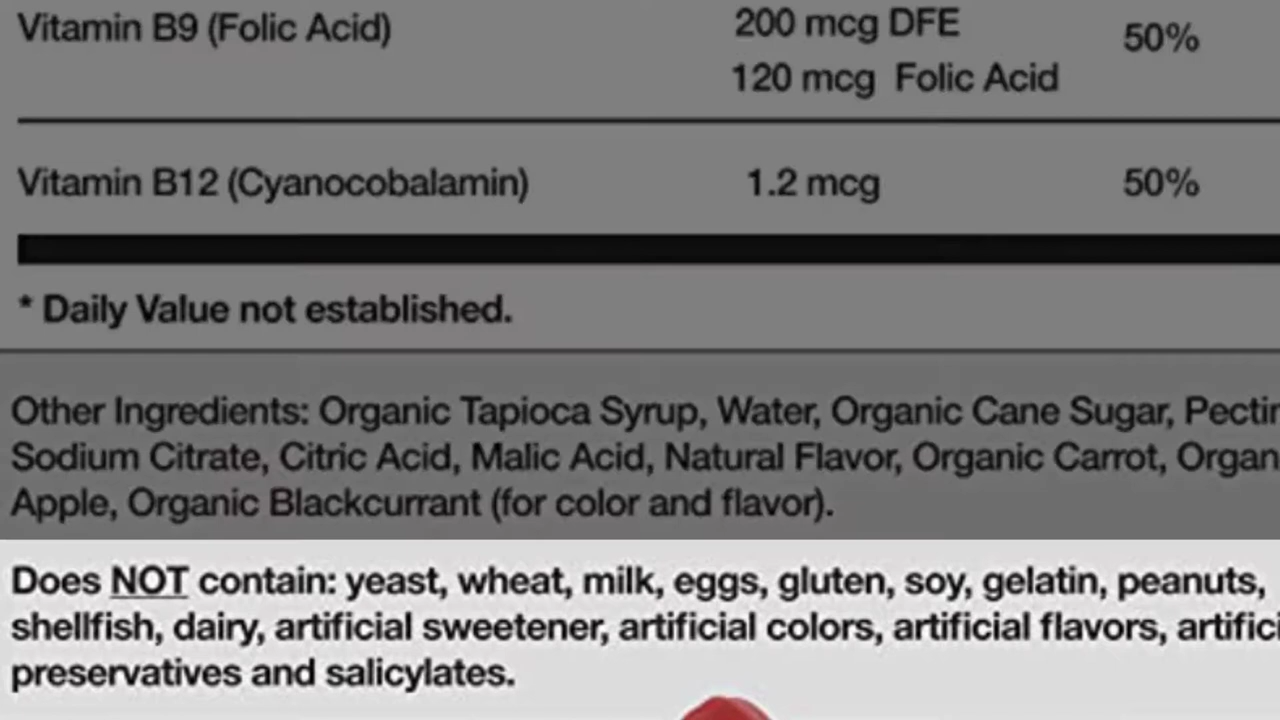 Vitamin B9 (Folic Acid) 200 mcg DFE 50%
120 mcg Folic Acid
Vitamin B12 (Cyanocobalamin) 1.2 mcg 50%
* Daily Value not established.
Other Ingredients: Organic Tapioca Syrup, Water, Organic Cane Sugar,
Sodium Citrate, Citric Acid, Malic Acid, Natural Flavor, Organic Carrot,
Apple, Organic Blackcurrant (for color and flavor).
Does NOT contain: yeast, wheat, milk, eggs, gluten, soy, gelatin, peanuts,
shellfish, dairy, artificial sweetener, artificial colors, artificial flavors,
preservatives and salicylates.